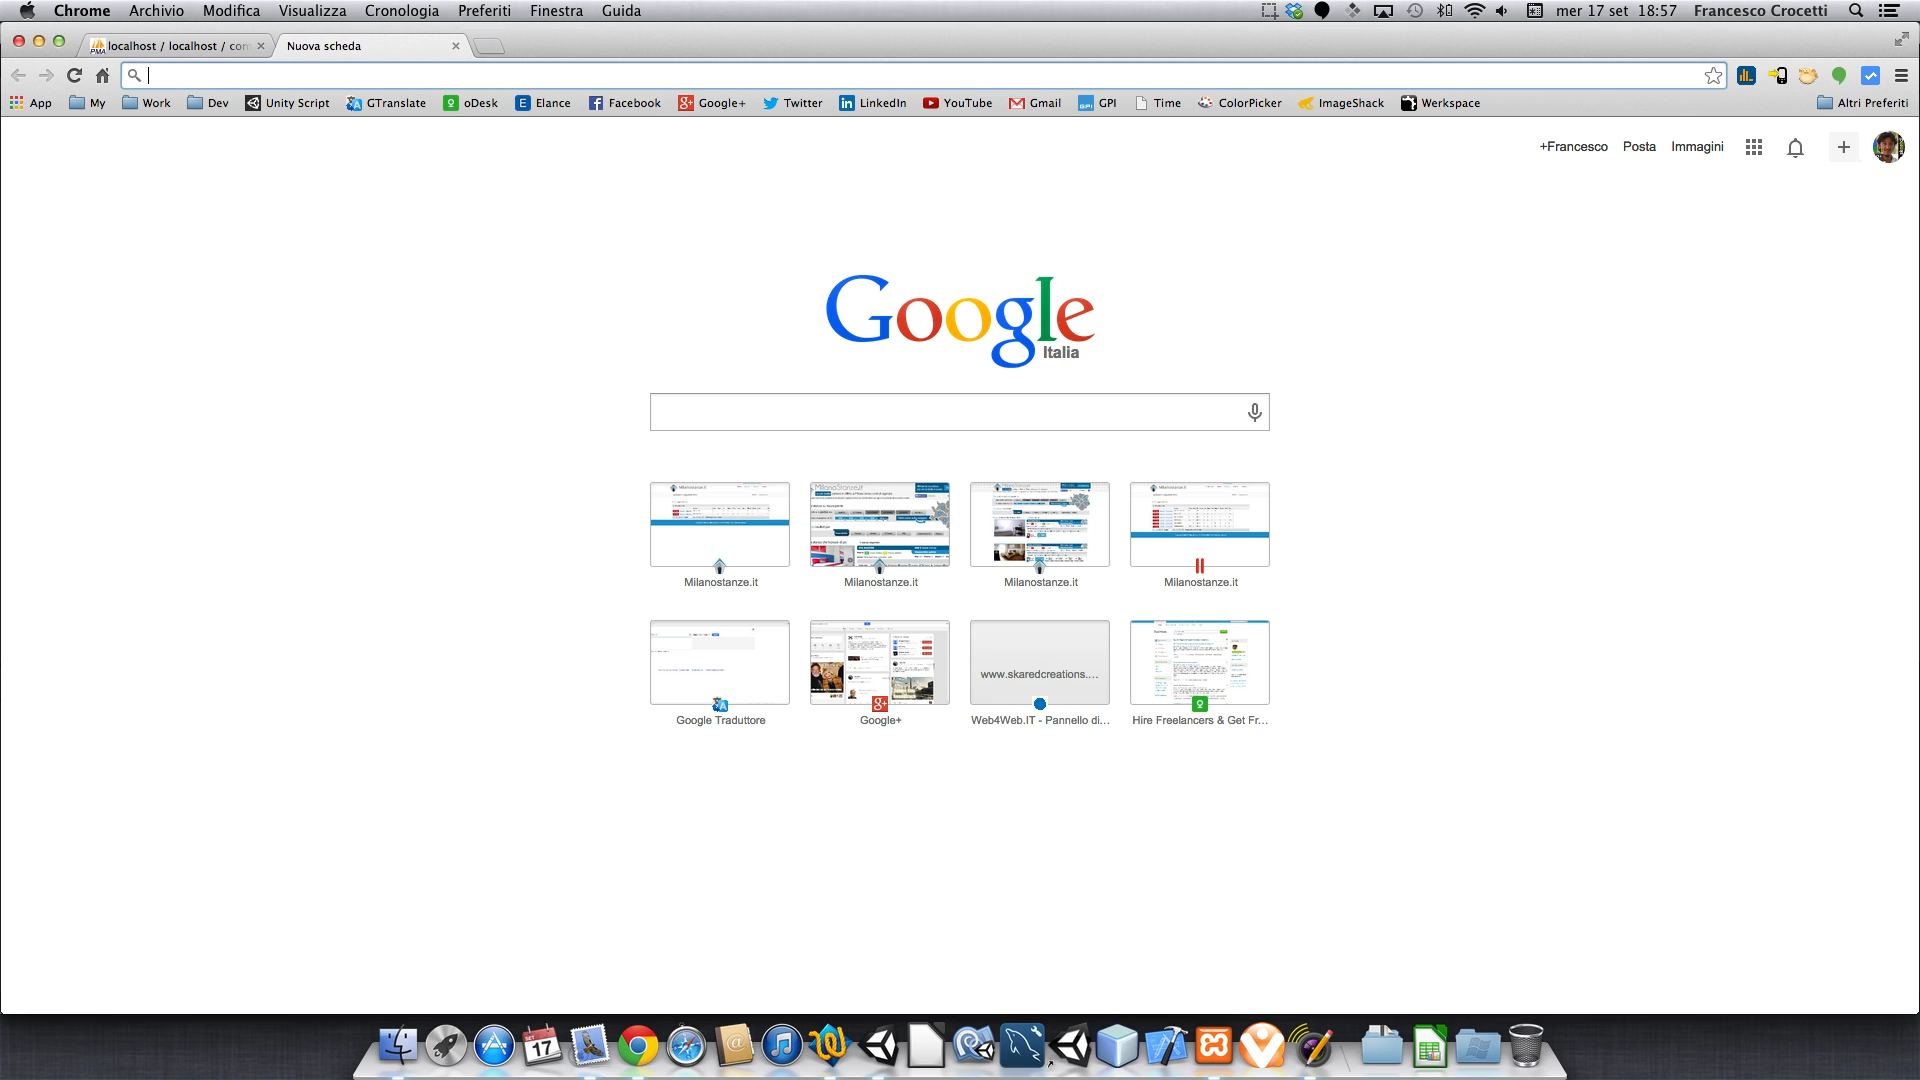 Chrome Archivio Modifica Visualizza Cronologia Preferiti Finestra Guida mer 17 set 18:57 Francesco Crocetti
localhost / localhost / con Nuova scheda
App My Work Dev Unity Script GTranslate oDesk Elance Facebook Google+ Twitter LinkedIn YouTube Gmail GPI Time ColorPicker ImageShack Werkspace Altri Preferiti
+Francesco Posta Immagini
Google
Italia
Milanostanze.it Milanostanze.it Milanostanze.it Milanostanze.it
www.skaredcreations....
Google Traduttore Google+ Web4Web.IT - Pannello di... Hire Freelancers & Get Fr...
17